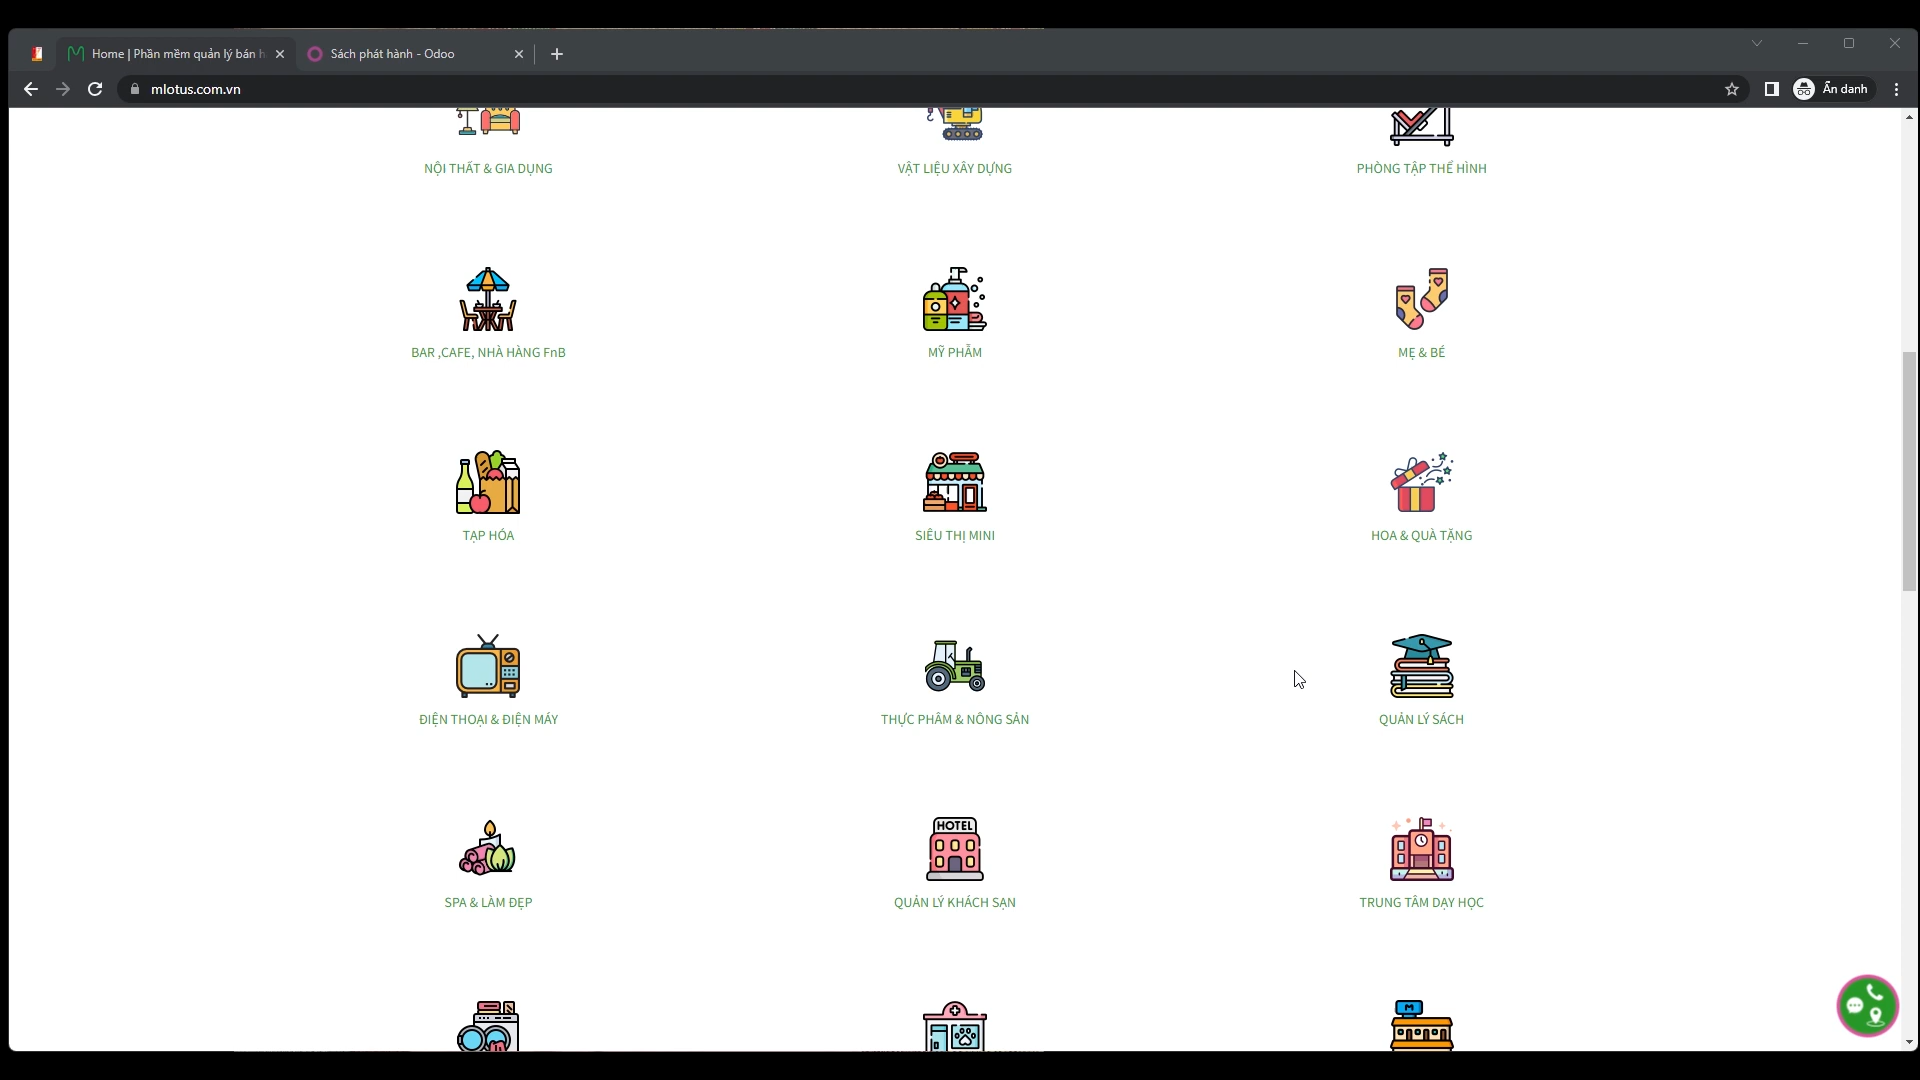 Home | Phần mềm quản lý bán h
Sách phát hành - Odoo
mlotus.com.vn
Ẩn danh
NỘI THẤT & GIA DỤNG
VẬT LIỆU XÂY DỰNG
PHÒNG TẬP THỂ HÌNH
BAR ,CAFE, NHÀ HÀNG FnB
MỸ PHẨM
MẸ & BÉ
TẠP HÓA
SIÊU THỊ MINI
HOA & QUÀ TẶNG
ĐIỆN THOẠI & ĐIỆN MÁY
THỰC PHÂM & NÔNG SẢN
QUẢN LÝ SÁCH
HOTEL
SPA & LÀM ĐẸP
QUẢN LÝ KHÁCH SẠN
TRUNG TÂM DẠY HỌC
M